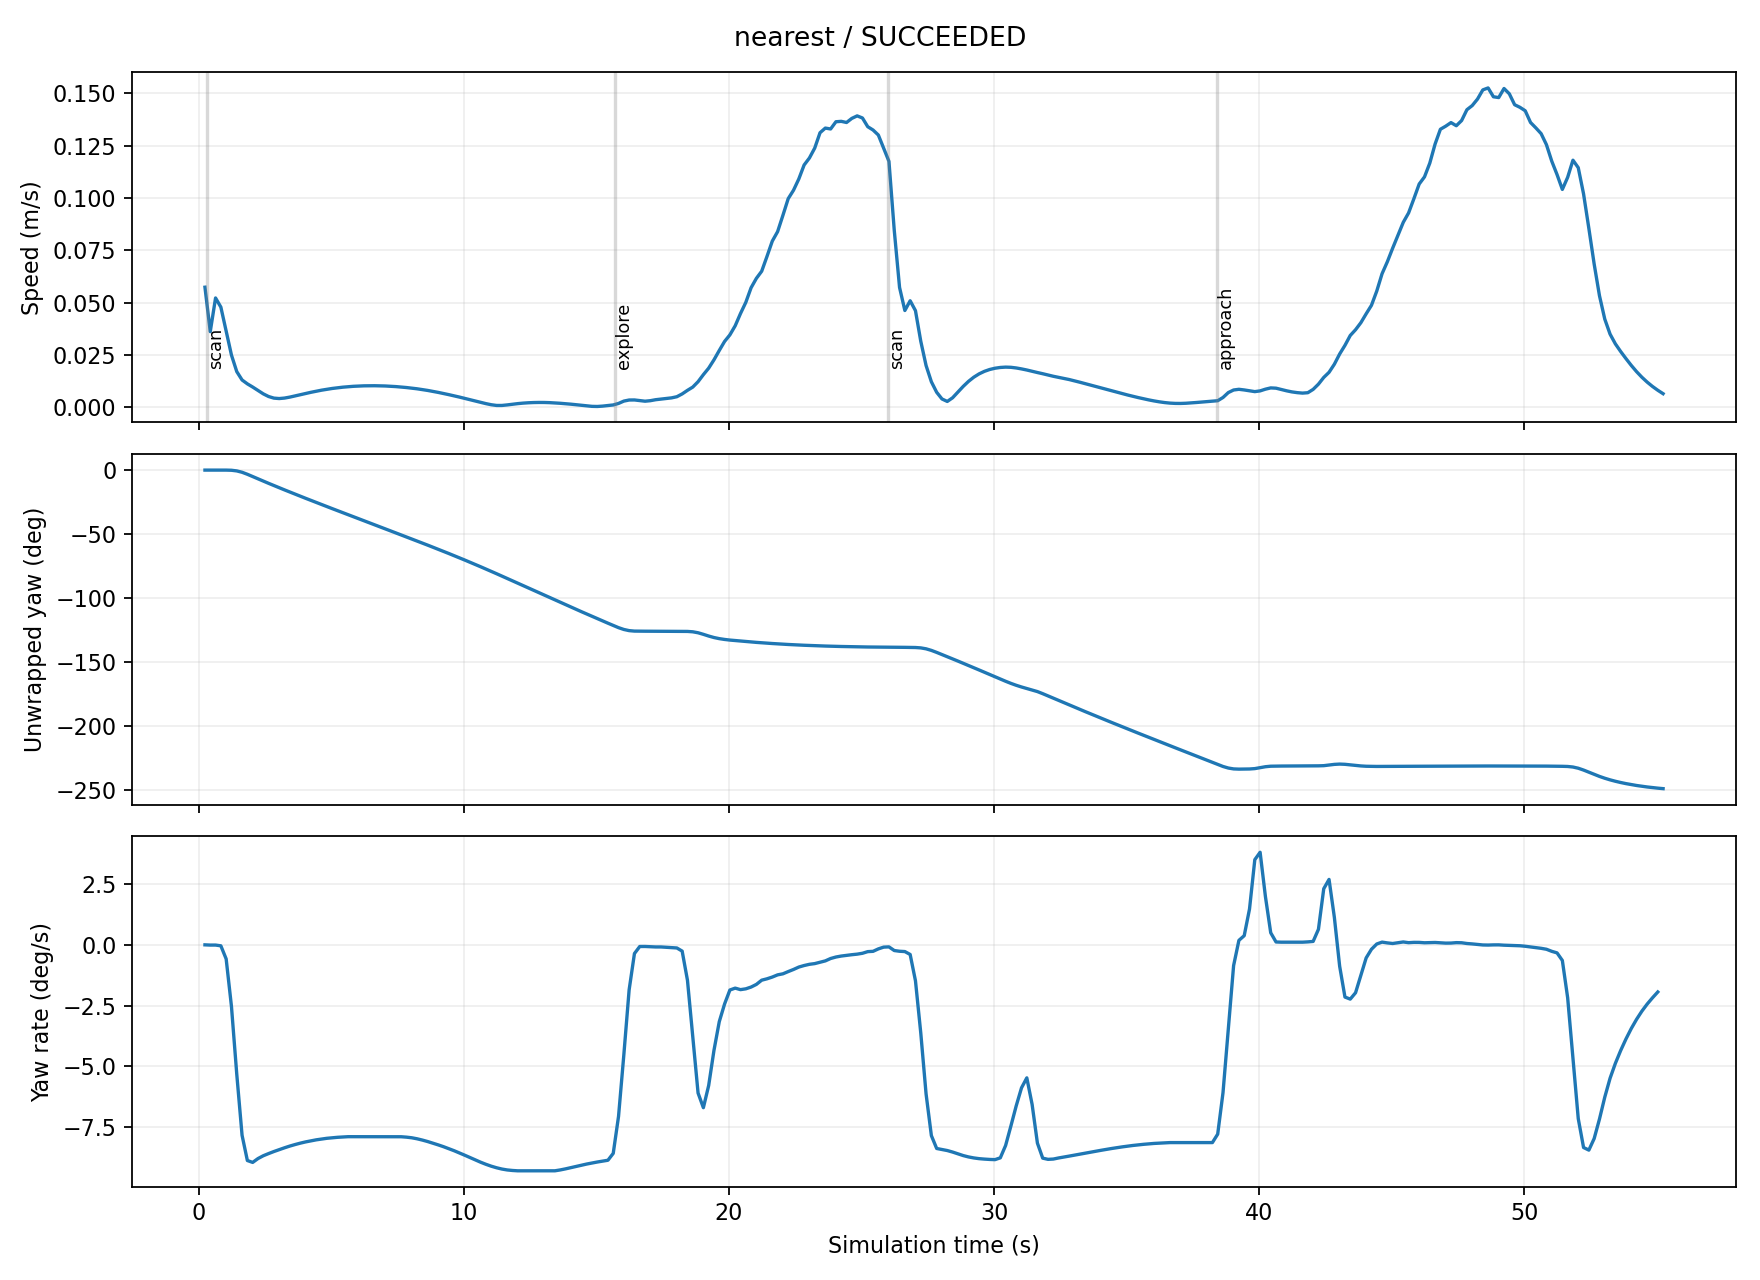 nearest / SUCCEEDED
0.150
0.125
0.100
0.075
0.050
0.025
0.000
Speed (m/s)
scan
explore
scan
approach
0
−50
−100
−150
−200
−250
Unwrapped yaw (deg)
2.5
0.0
−2.5
−5.0
−7.5
Yaw rate (deg/s)
0 10 20 30 40 50
Simulation time (s)